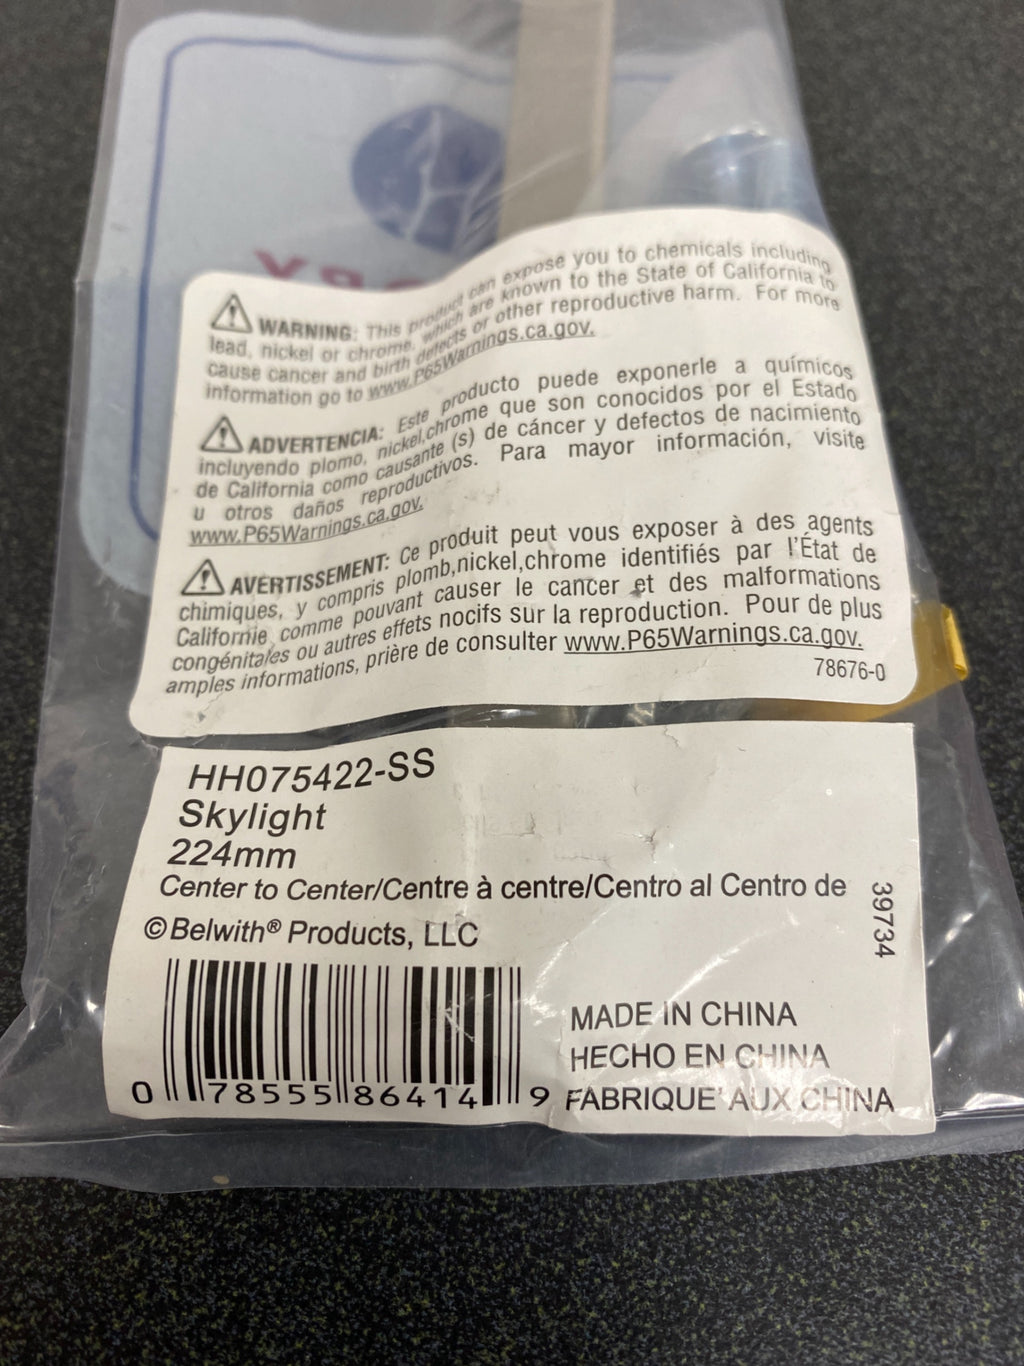 WARNING: This product can expose you to chemicals including
lead, nickel or chrome, which are known to the State of California to
cause cancer and birth defects or other reproductive harm. For more
information go to www.P65Warnings.ca.gov.
ADVERTENCIA: Este producto puede exponerle a químicos
incluyendo plomo, nickel,chrome que son conocidos por el Estado
de California como causante (s) de cáncer y defectos de nacimiento
u otros daños reproductivos. Para mayor información, visite
www.P65Warnings.ca.gov.
AVERTISSEMENT: Ce produit peut vous exposer à des agents
chimiques, y compris plomb,nickel,chrome identifiés par l'État de
Californie comme pouvant causer le cancer et des malformations
congénitales ou autres effets nocifs sur la reproduction. Pour de plus
amples informations, prière de consulter www.P65Warnings.ca.gov.
78676-0
HH075422-SS
Skylight
224mm
Center to Center/Centre à centre/Centro al Centro de
©Belwith® Products, LLC
39734
MADE IN CHINA
HECHO EN CHINA
FABRIQUE AUX CHINA
0 78555 86414 9